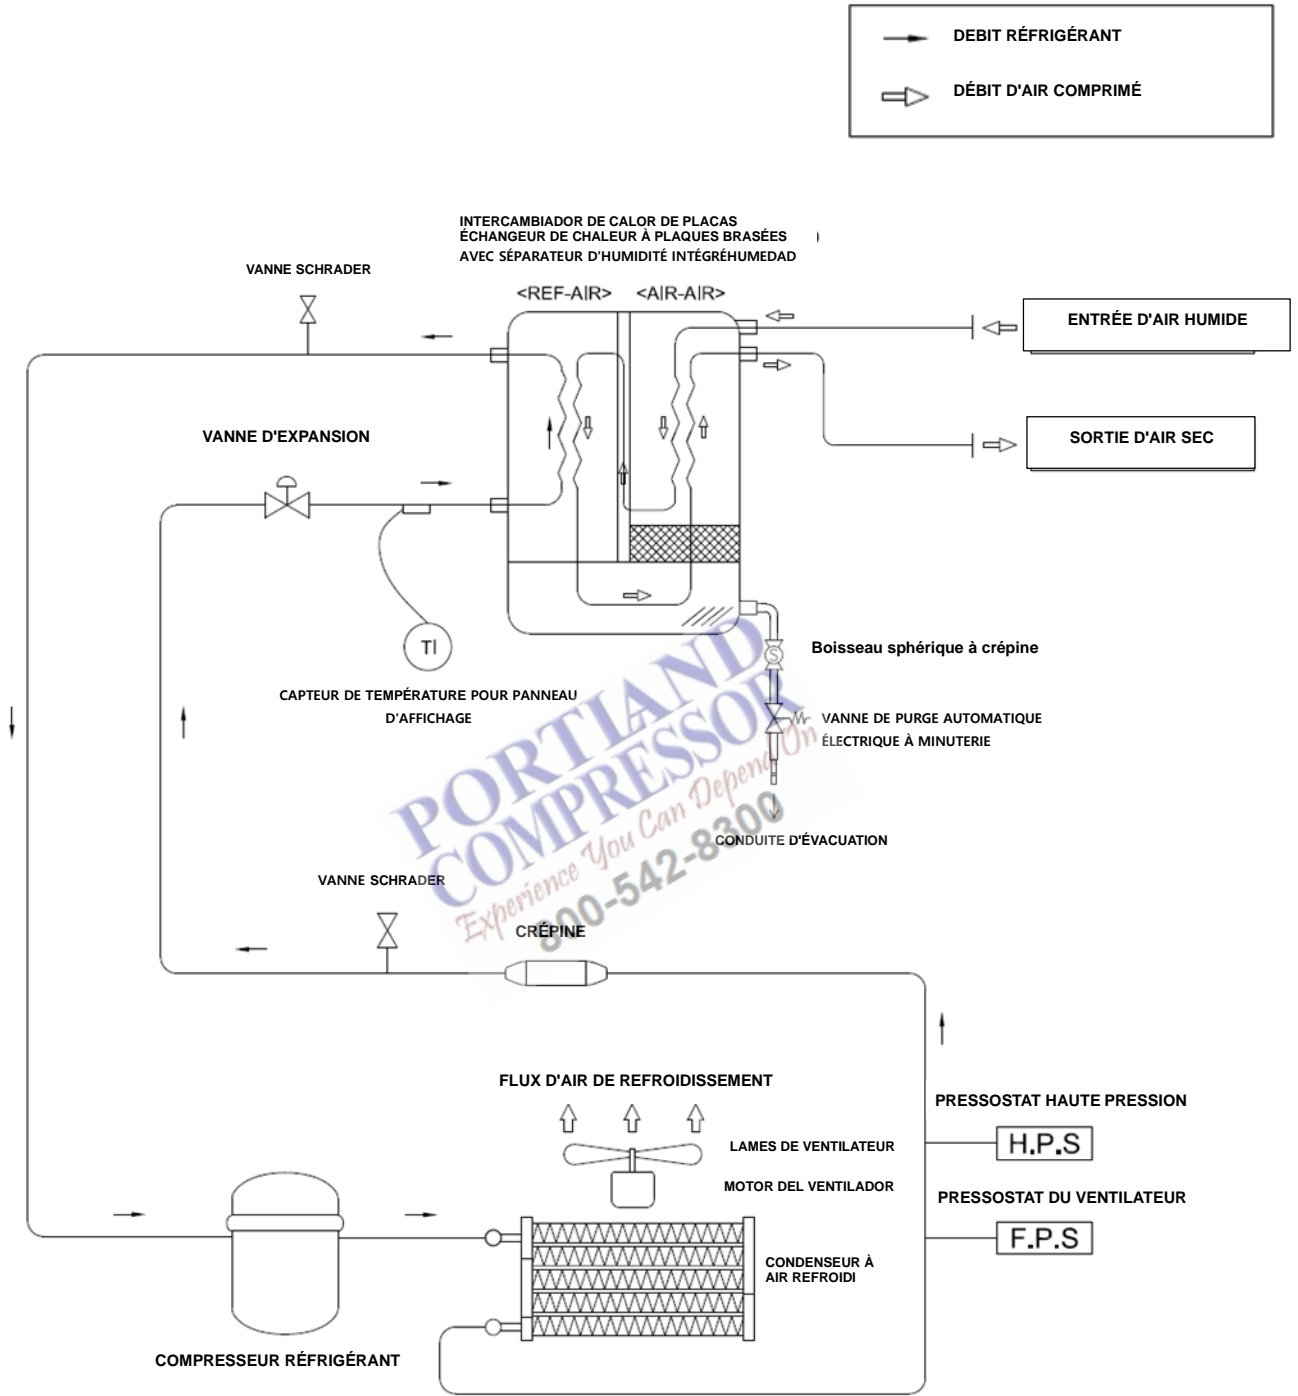 DEBIT RÉFRIGÉRANT
DÉBIT D'AIR COMPRIMÉ
INTERCAMBIADOR DE CALOR DE PLACAS
ÉCHANGEUR DE CHALEUR À PLAQUES BRASÉES )
AVEC SÉPARATEUR D'HUMIDITÉ INTÉGRÉHUMEDAD
VANNE SCHRADER
<REF-AIR> <AIR-AIR>
ENTRÉE D'AIR HUMIDE
SORTIE D'AIR SEC
VANNE D'EXPANSION
TI
Boisseau sphérique à crépine
S
CAPTEUR DE TEMPÉRATURE POUR PANNEAU
D'AFFICHAGE
VANNE DE PURGE AUTOMATIQUE
ÉLECTRIQUE À MINUTERIE
PORTLAND
COMPRESSOR
Experience You Can Depend On
800-542-8300
CONDUITE D'ÉVACUATION
VANNE SCHRADER
CRÉPINE
FLUX D'AIR DE REFROIDISSEMENT
PRESSOSTAT HAUTE PRESSION
H.P.S
LAMES DE VENTILATEUR
MOTOR DEL VENTILADOR
PRESSOSTAT DU VENTILATEUR
F.P.S
CONDENSEUR À
AIR REFROIDI
COMPRESSEUR RÉFRIGÉRANT